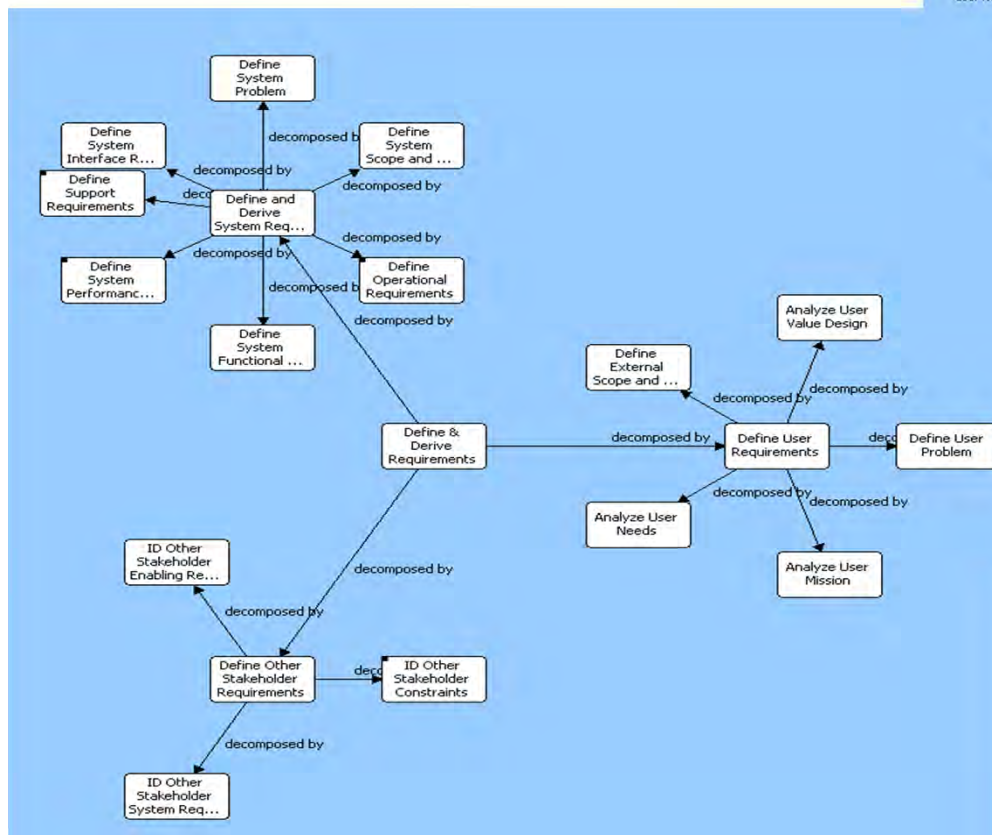 Define
System
Problem
decomposed b
Define
System
Interface R...
Define
System
Scope and ...
decomposed by
decomposed by
Define
Support
Requirements
deco
Define and
Derive
System Req...
decomposed by
decomposed by
Define
System
Performanc...
Define
Operational
Requirements
decomposed b
decomposed by
Define
System
Functional ...
Analyze User
Value Design
Define
External
Scope and ...
decomposed by
decomposed by
Define &
Derive
Requirements
decomposed by
Define User
Requirements
deco
Define User
Problem
decomposed by
decomposed by
Analyze User
Needs
Analyze User
Mission
ID Other
Stakeholder
Enabling Re...
decomposed by
decomposed by
Define Other
Stakeholder
Requirements
deco
ID Other
Stakeholder
Constraints
decomposed by
ID Other
Stakeholder
System Req...